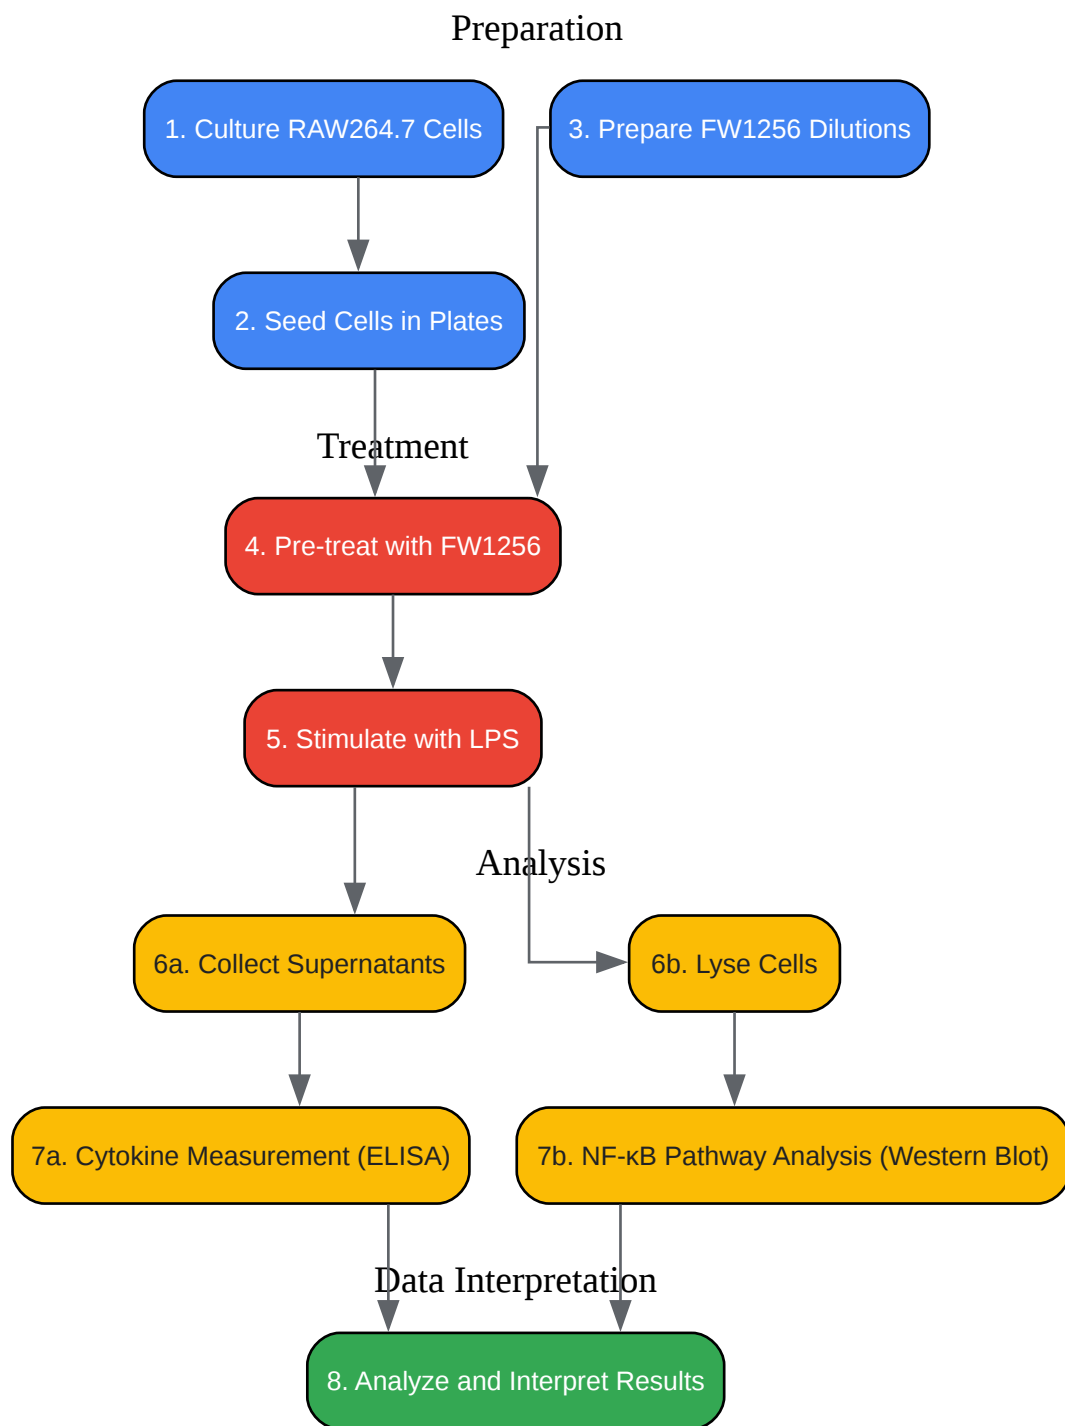 Preparation
1. Culture RAW264.7 Cells
3. Prepare FW1256 Dilutions
2. Seed Cells in Plates
Treatment
4. Pre-treat with FW1256
5. Stimulate with LPS
Analysis
6a. Collect Supernatants
6b. Lyse Cells
7a. Cytokine Measurement (ELISA)
7b. NF-κB Pathway Analysis (Western Blot)
Data Interpretation
8. Analyze and Interpret Results